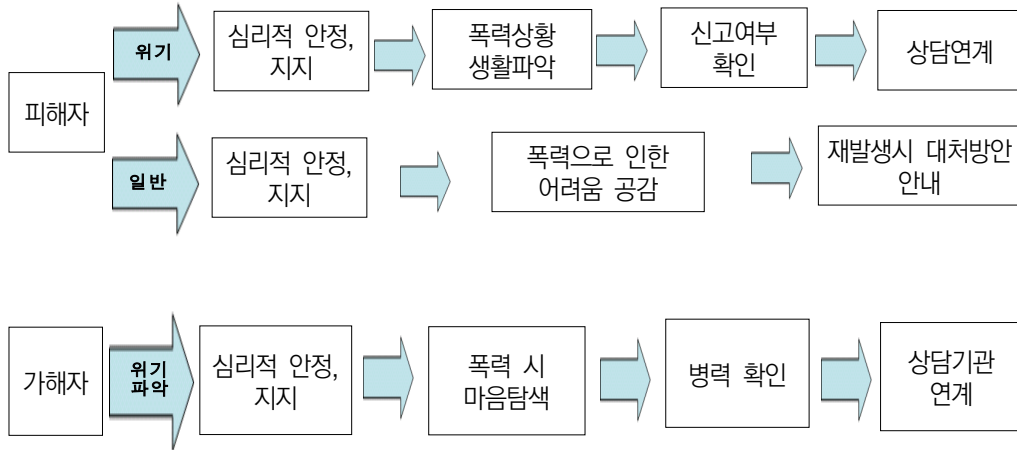 피해자
위기
심리적 안정,
지지
폭력상황
생활파악
신고여부
확인
상담연계
일반
심리적 안정,
지지
폭력으로 인한
어려움 공감
재발생시 대처방안
안내
가해자
위기
파악
심리적 안정,
지지
폭력 시
마음탐색
병력 확인
상담기관
연계